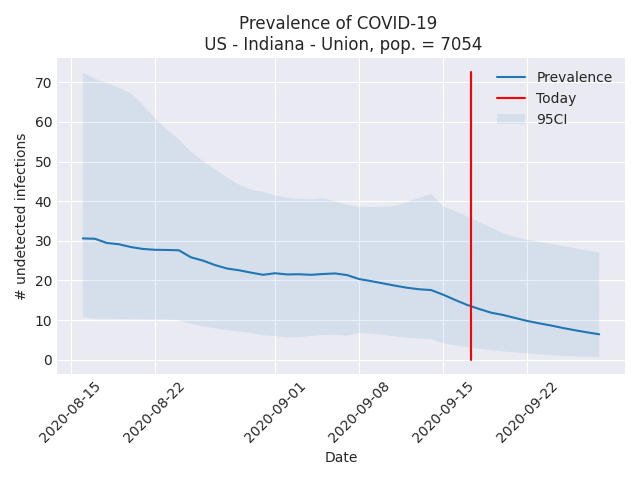 Prevalence of COVID-19
US - Indiana - Union, pop. = 7054
# undetected infections
70
60
50
40
30
20
10
0
Prevalence
Today
95CI
2020-08-15
2020-08-22
2020-09-01
2020-09-08
2020-09-15
2020-09-22
Date